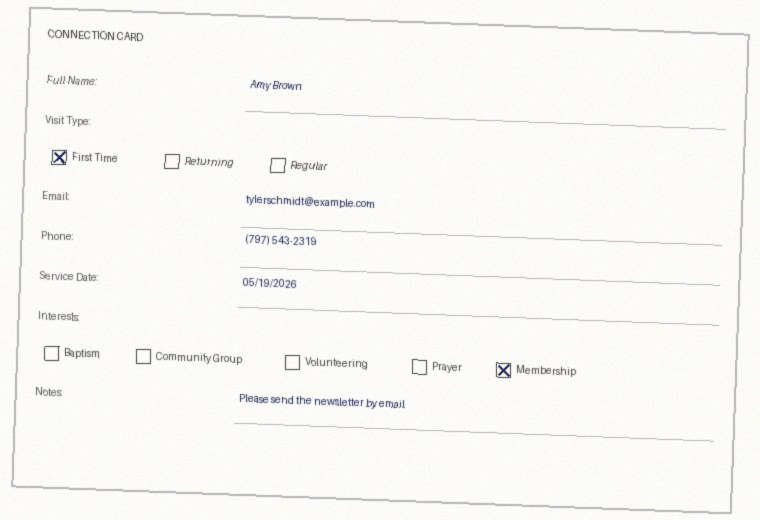 CONNECTION CARD
Full Name: Amy Brown
Visit Type:
First Time Returning Regular
Email: tylerschmidt@example.com
Phone: (797) 543-2319
Service Date: 05/19/2026
Interests:
Baptism Community Group Volunteering Prayer Membership
Notes: Please send the newsletter by email.